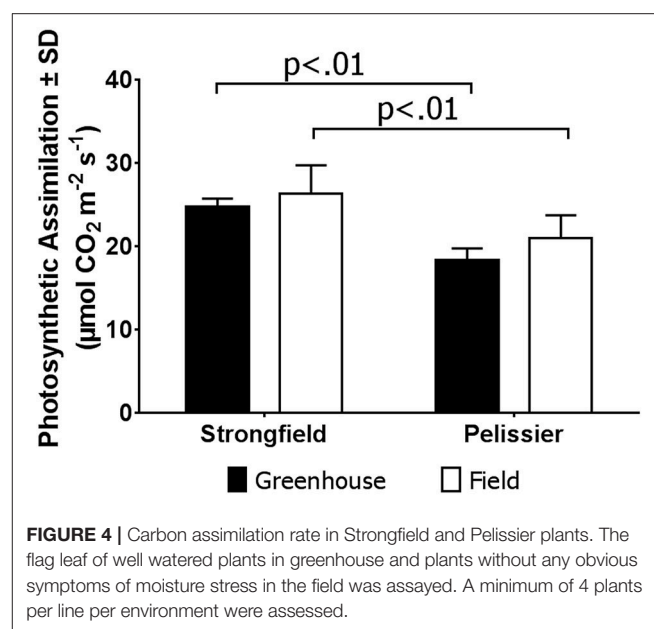 Photosynthetic Assimilation ± SD
(µmol CO2 m-2 s-1)
40
30
20
10
0
p<.01
p<.01
Strongfield
Pelissier
Greenhouse
Field
FIGURE 4 | Carbon assimilation rate in Strongfield and Pelissier plants. The
flag leaf of well watered plants in greenhouse and plants without any obvious
symptoms of moisture stress in the field was assayed. A minimum of 4 plants
per line per environment were assessed.